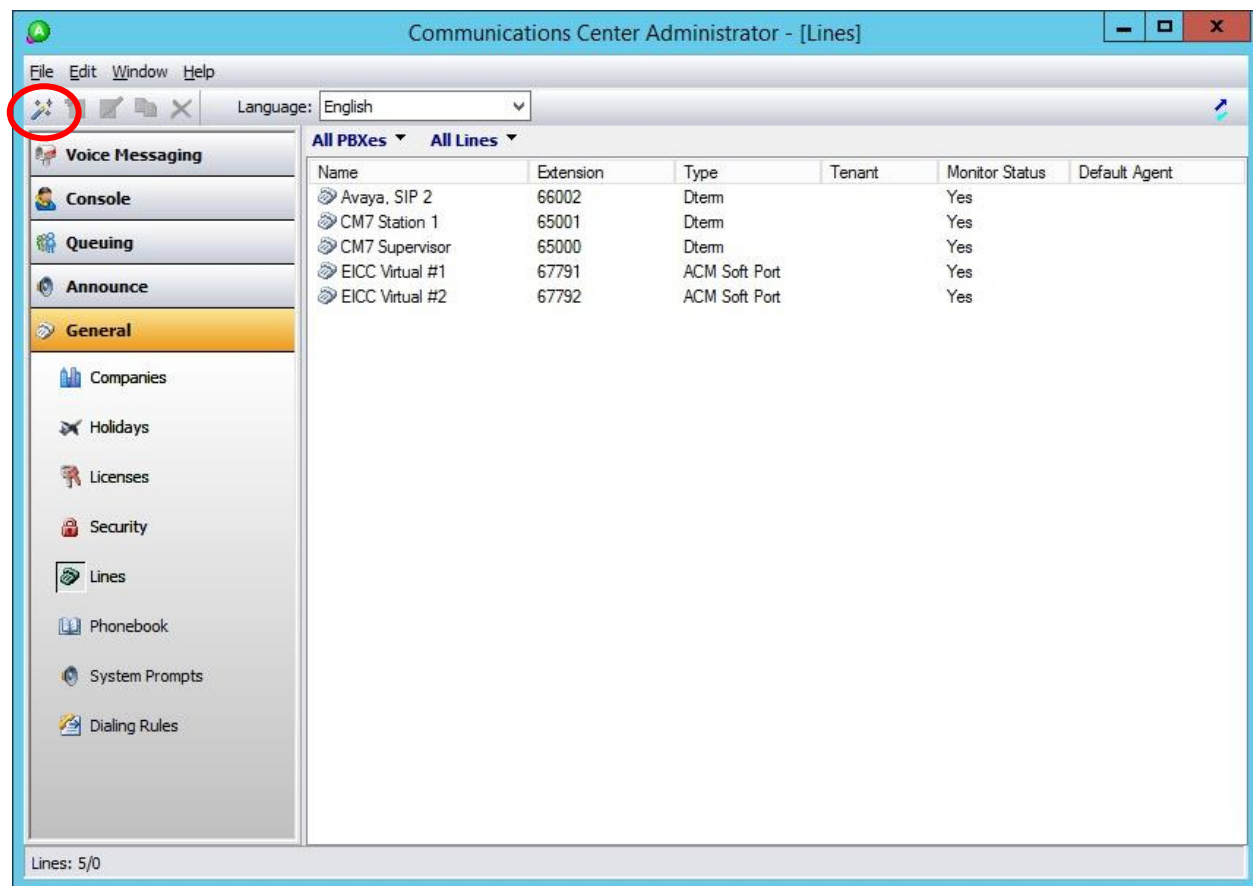 Communications Center Administrator - [Lines]
File Edit Window Help
Language: English
All PBXes All Lines
Voice Messaging
Console
Queuing
Announce
General
Companies
Holidays
Licenses
Security
Lines
Phonebook
System Prompts
Dialing Rules
Name Extension Type Tenant Monitor Status Default Agent
Avaya, SIP 2 66002 Dterm Yes
CM7 Station 1 65001 Dterm Yes
CM7 Supervisor 65000 Dterm Yes
EICC Virtual #1 67791 ACM Soft Port Yes
EICC Virtual #2 67792 ACM Soft Port Yes
Lines: 5/0